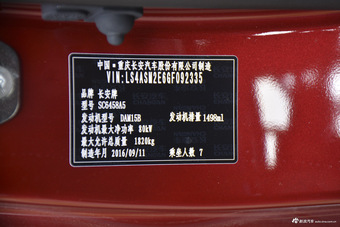 中国·重庆长安汽车股份有限公司制造
VIN:LS4ASM2E6GF092335
品牌 长安牌
型号 SC6458A5
发动机型号 DAM15B 发动机排量 1498ml
发动机最大净功率 80kW
最大允许总质量 1820kg
制造年月 2016/09/11 乘坐人数 7